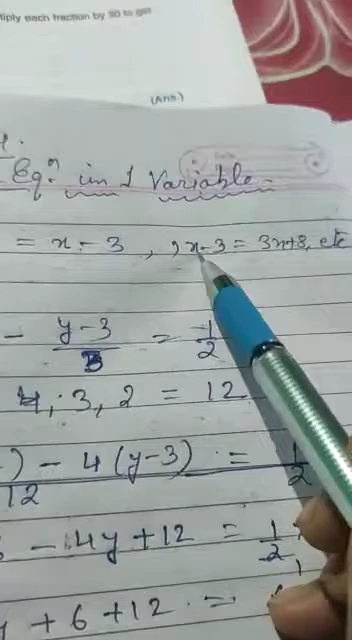 tiply each fraction by 30 to get
(Ans.)
Eqⁿ in 1 Variable
= x - 3 , x-3 = 3x+8, etc
- y-3/3 = 1/2
4, 3, 2 = 12
) - 4(y-3) = 1
12 2
- 4y + 12 = 1/2
+ 6 + 12 =